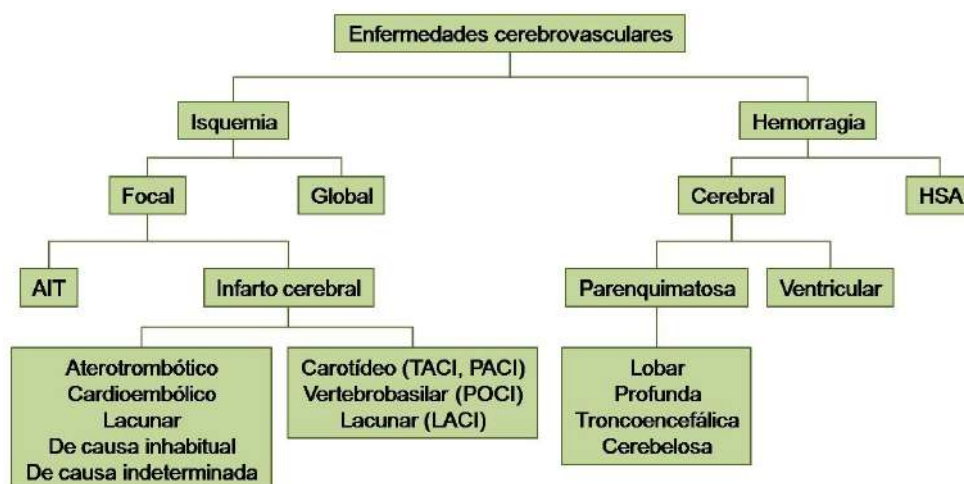 Enfermedades cerebrovasculares
Isquemia
Hemorragia
Focal
Global
Cerebral
HSA
AIT
Infarto cerebral
Parenquimatosa
Ventricular
Aterotrombótico
Cardioembólico
Lacunar
De causa inhabitual
De causa indeterminada
Carotídeo (TACI, PACI)
Vertebrobasilar (POCI)
Lacunar (LACI)
Lobar
Profunda
Troncoencefálica
Cerebelosa